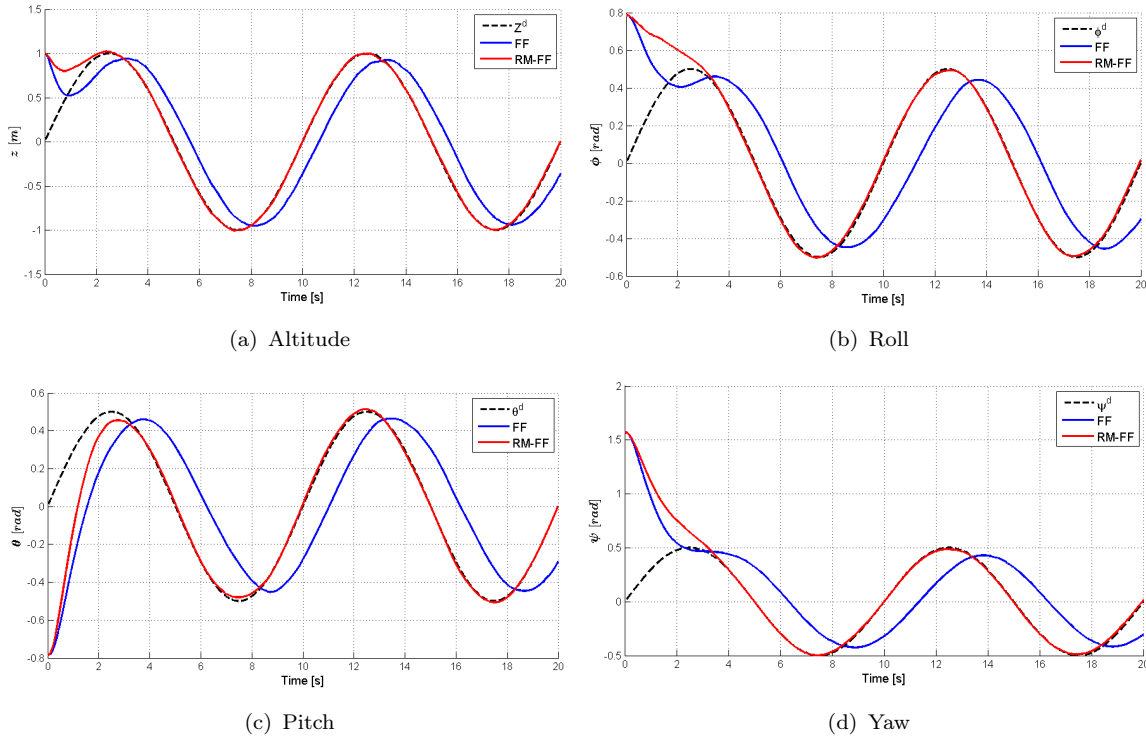 1.5
1
0.5
0
-0.5
-1
-1.5
z [m]
0 2 4 6 8 10 12 14 16 18 20
Time [s]
Z^d
FF
RM-FF
(a) Altitude
0.8
0.6
0.4
0.2
0
-0.2
-0.4
-0.6
ϕ [rad]
0 2 4 6 8 10 12 14 16 18 20
Time [s]
ϕ^d
FF
RM-FF
(b) Roll
0.6
0.4
0.2
0
-0.2
-0.4
-0.6
-0.8
θ [rad]
0 2 4 6 8 10 12 14 16 18 20
Time [s]
θ^d
FF
RM-FF
(c) Pitch
2
1.5
1
0.5
0
-0.5
ψ [rad]
0 2 4 6 8 10 12 14 16 18 20
Time [s]
Ψ^d
FF
RM-FF
(d) Yaw